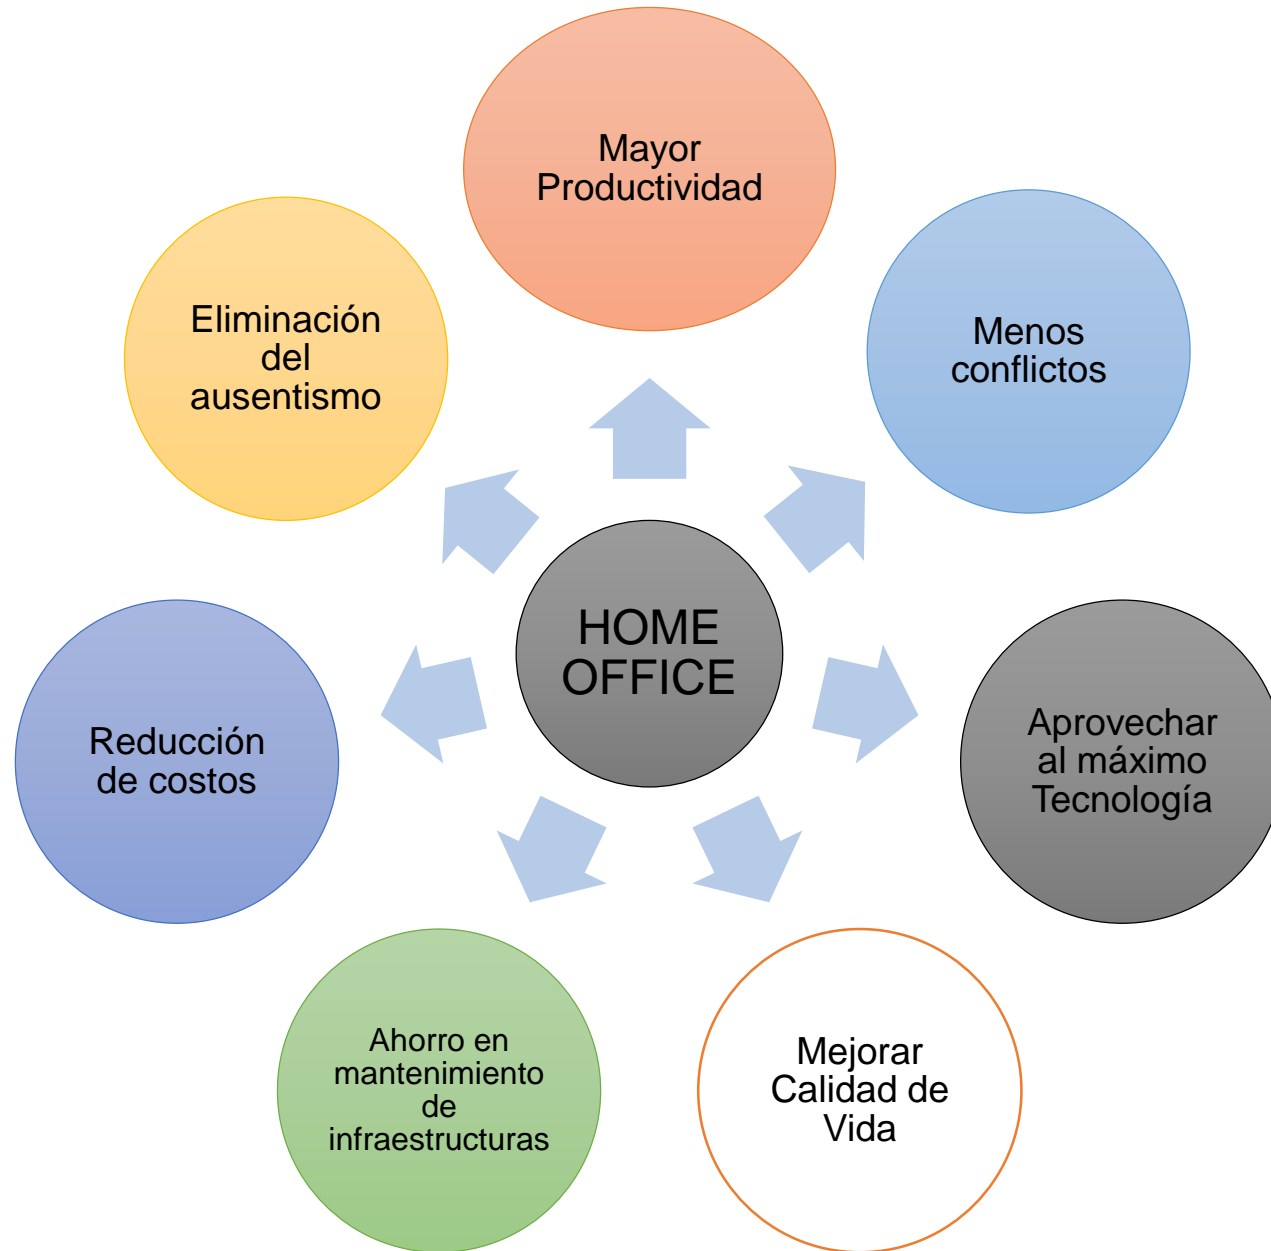 Mayor
Productividad
Menos
conflictos
Aprovechar
al máximo
Tecnología
Mejorar
Calidad de
Vida
Ahorro en
mantenimiento
de
infraestructuras
Reducción
de costos
Eliminación
del
ausentismo
HOME
OFFICE